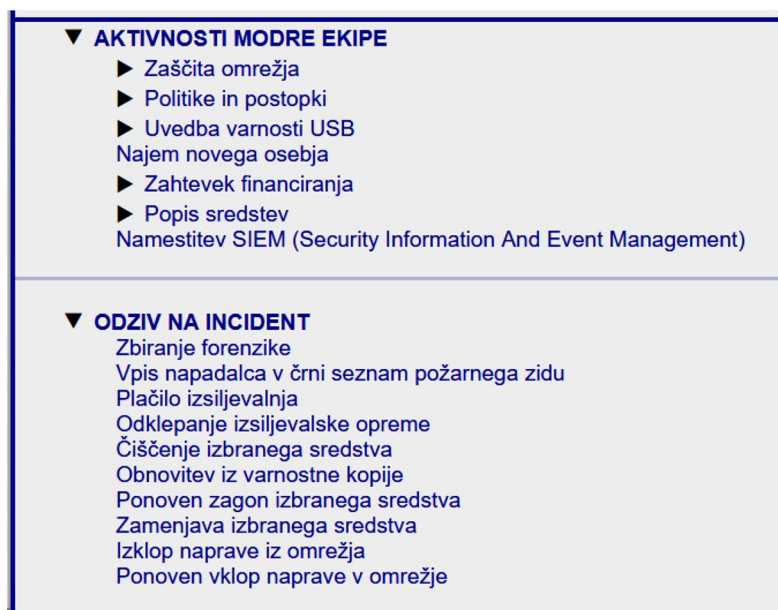 AKTIVNOSTI MODRE EKIPE
Zaščita omrežja
Politike in postopki
Uvedba varnosti USB
Najem novega osebja
Zahtevek financiranja
Popis sredstev
Namestitev SIEM (Security Information And Event Management)
ODZIV NA INCIDENT
Zbiranje forenzike
Vpis napadalca v črni seznam požarnega zidu
Plačilo izsiljevalnja
Odklepanje izsiljevalske opreme
Čiščenje izbranega sredstva
Obnovitev iz varnostne kopije
Ponoven zagon izbranega sredstva
Zamenjava izbranega sredstva
Izklop naprave iz omrežja
Ponoven vklop naprave v omrežje